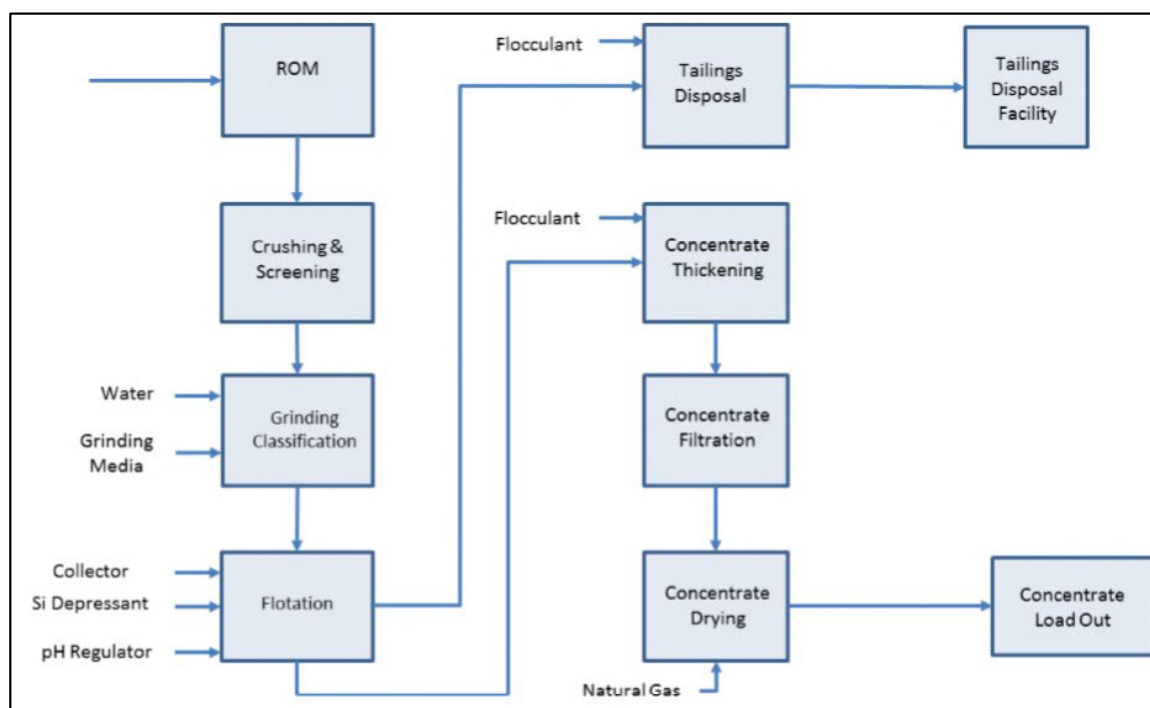 ROM
Crushing &
Screening
Water
Grinding
Media
Grinding
Classification
Collector
Si Depressant
pH Regulator
Flotation
Flocculant
Tailings
Disposal
Tailings
Disposal
Facility
Flocculant
Concentrate
Thickening
Concentrate
Filtration
Concentrate
Drying
Natural Gas
Concentrate
Load Out